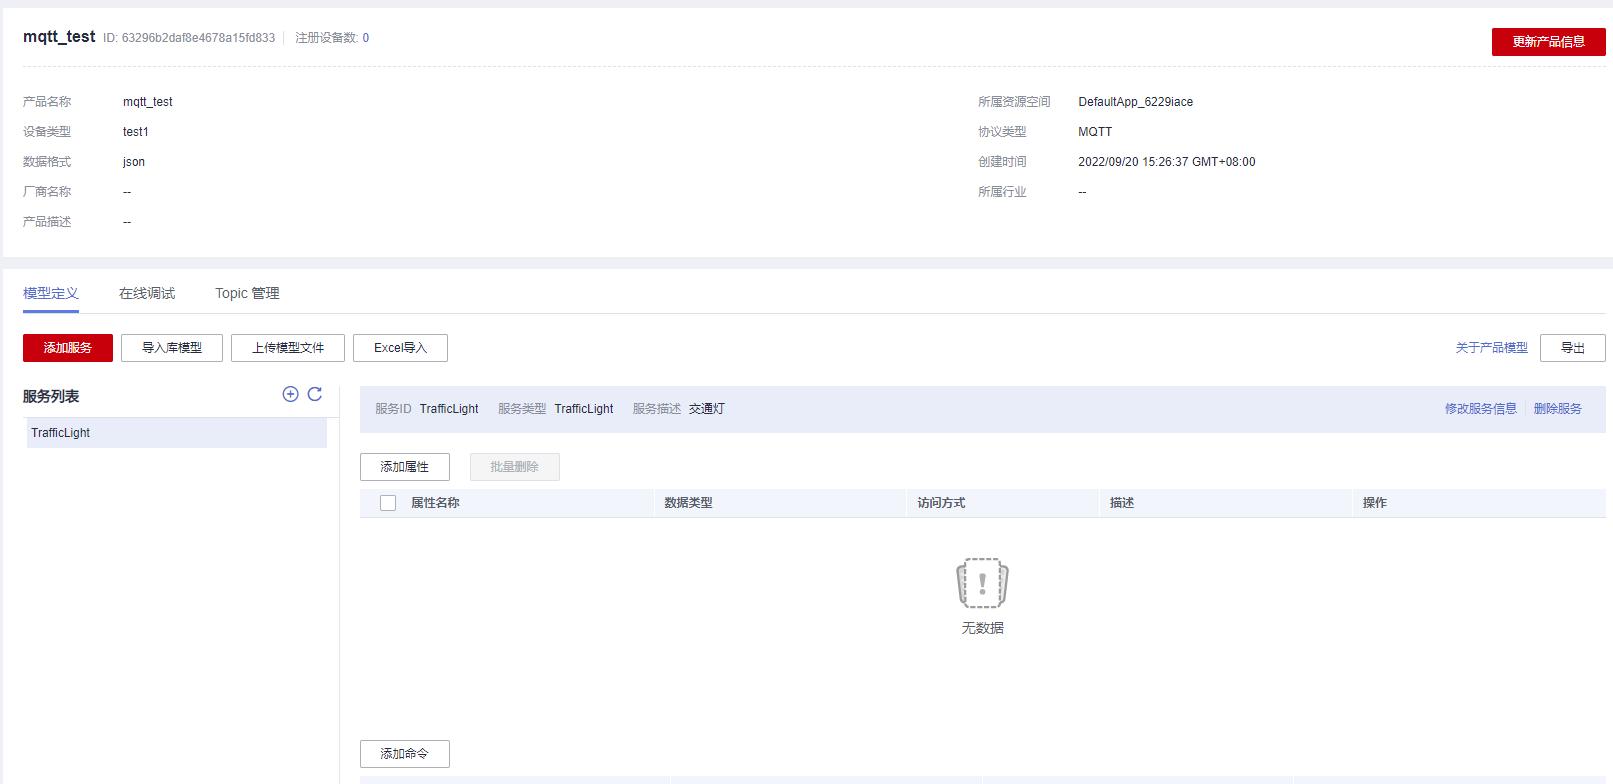 mqtt_test ID: 63296b2daf8e4678a15fd833 注册设备数: 0
更新产品信息
产品名称 mqtt_test 所属资源空间 DefaultApp_6229iace
设备类型 test1 协议类型 MQTT
数据格式 json 创建时间 2022/09/20 15:26:37 GMT+08:00
厂商名称 -- 所属行业 --
产品描述 --
模型定义 在线调试 Topic 管理
添加服务 导入库模型 上传模型文件 Excel导入 关于产品模型 导出
服务列表
TrafficLight
服务ID TrafficLight 服务类型 TrafficLight 服务描述 交通灯 修改服务信息 删除服务
添加属性 批量删除
属性名称 数据类型 访问方式 描述 操作
无数据
添加命令